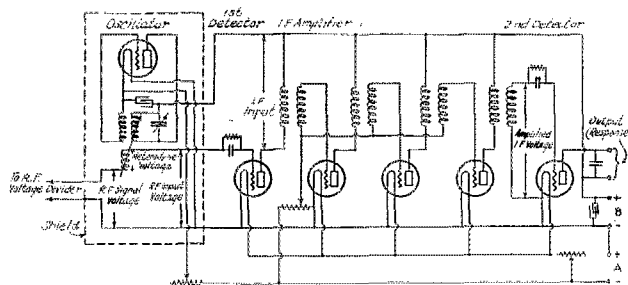 Oscillator
1st
Detector
I.F. Amplifier
2nd Detector
I.F.
Input
Amplified
I.F. Voltage
Output
(Response)
Heterodyne
Voltage
To R.F.
Voltage Divider
R.F. Signal
Voltage
R.F. Input
Voltage
Shield
+
B
-
+
A
-